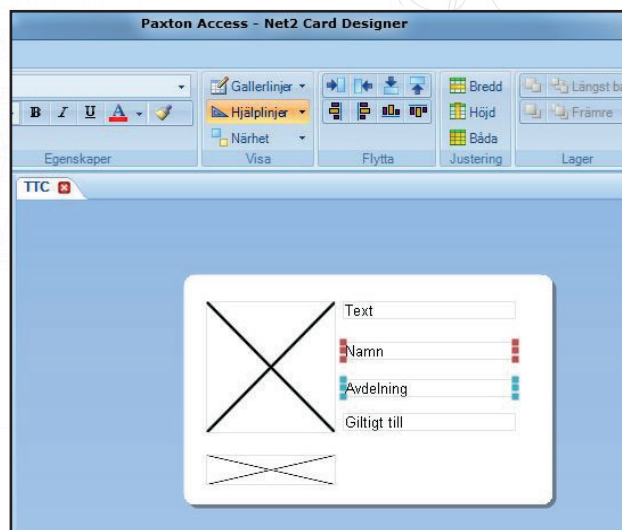 Paxton Access - Net2 Card Designer
Gallerlinjer
Hjälplinjer
Närhet
B I U A
Bredd
Höjd
Båda
Längst
Främre
Egenskaper Visa Flytta Justering Lager
TTC
Text
Namn
Avdelning
Giltigt till